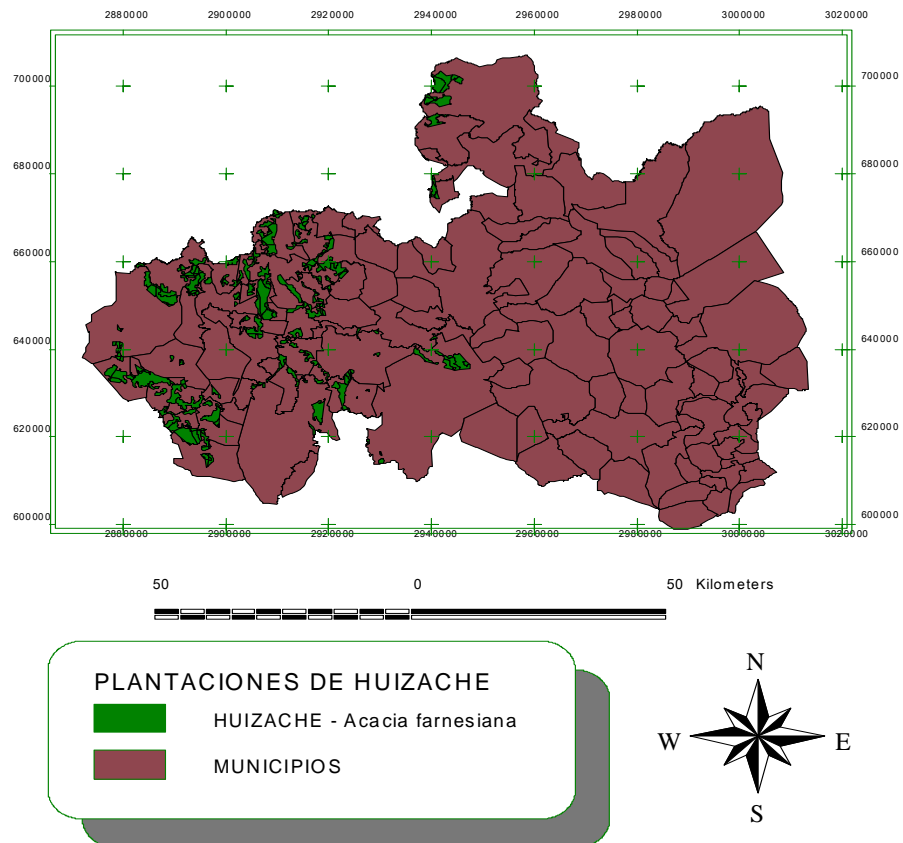 2880000 2900000 2920000 2940000 2960000 2980000 3000000 3020000
700000 700000
680000 680000
660000 660000
640000 640000
620000 620000
600000 600000
2880000 2900000 2920000 2940000 2960000 2980000 3000000 3020000
50 0 50 Kilometers
PLANTACIONES DE HUIZACHE
HUIZACHE - Acacia farnesiana
MUNICIPIOS
N
W E
S